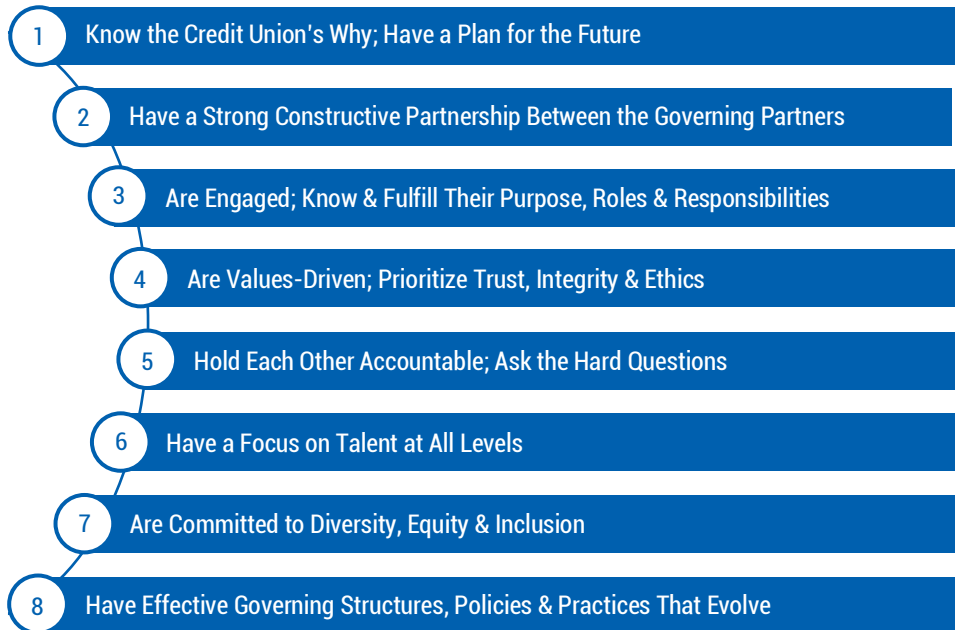 1 Know the Credit Union's Why; Have a Plan for the Future
2 Have a Strong Constructive Partnership Between the Governing Partners
3 Are Engaged; Know & Fulfill Their Purpose, Roles & Responsibilities
4 Are Values-Driven; Prioritize Trust, Integrity & Ethics
5 Hold Each Other Accountable; Ask the Hard Questions
6 Have a Focus on Talent at All Levels
7 Are Committed to Diversity, Equity & Inclusion
8 Have Effective Governing Structures, Policies & Practices That Evolve